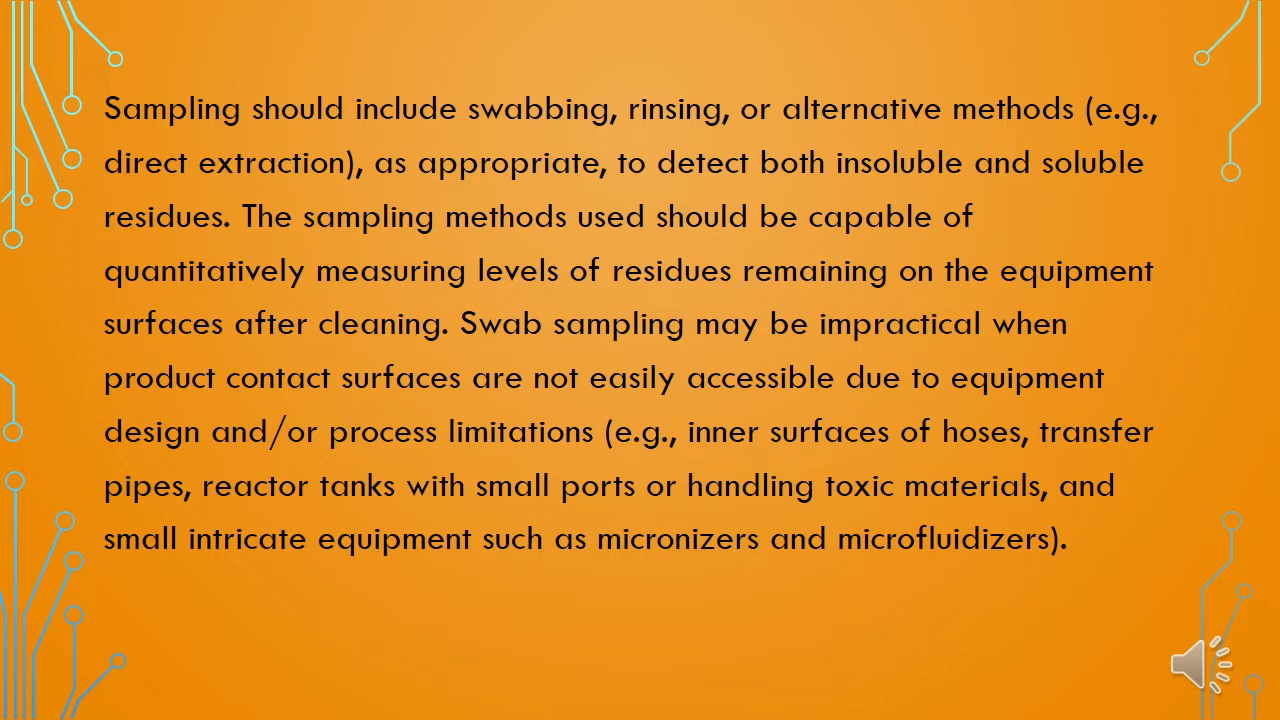 Sampling should include swabbing, rinsing, or alternative methods (e.g.,
direct extraction), as appropriate, to detect both insoluble and soluble
residues. The sampling methods used should be capable of
quantitatively measuring levels of residues remaining on the equipment
surfaces after cleaning. Swab sampling may be impractical when
product contact surfaces are not easily accessible due to equipment
design and/or process limitations (e.g., inner surfaces of hoses, transfer
pipes, reactor tanks with small ports or handling toxic materials, and
small intricate equipment such as micronizers and microfluidizers).